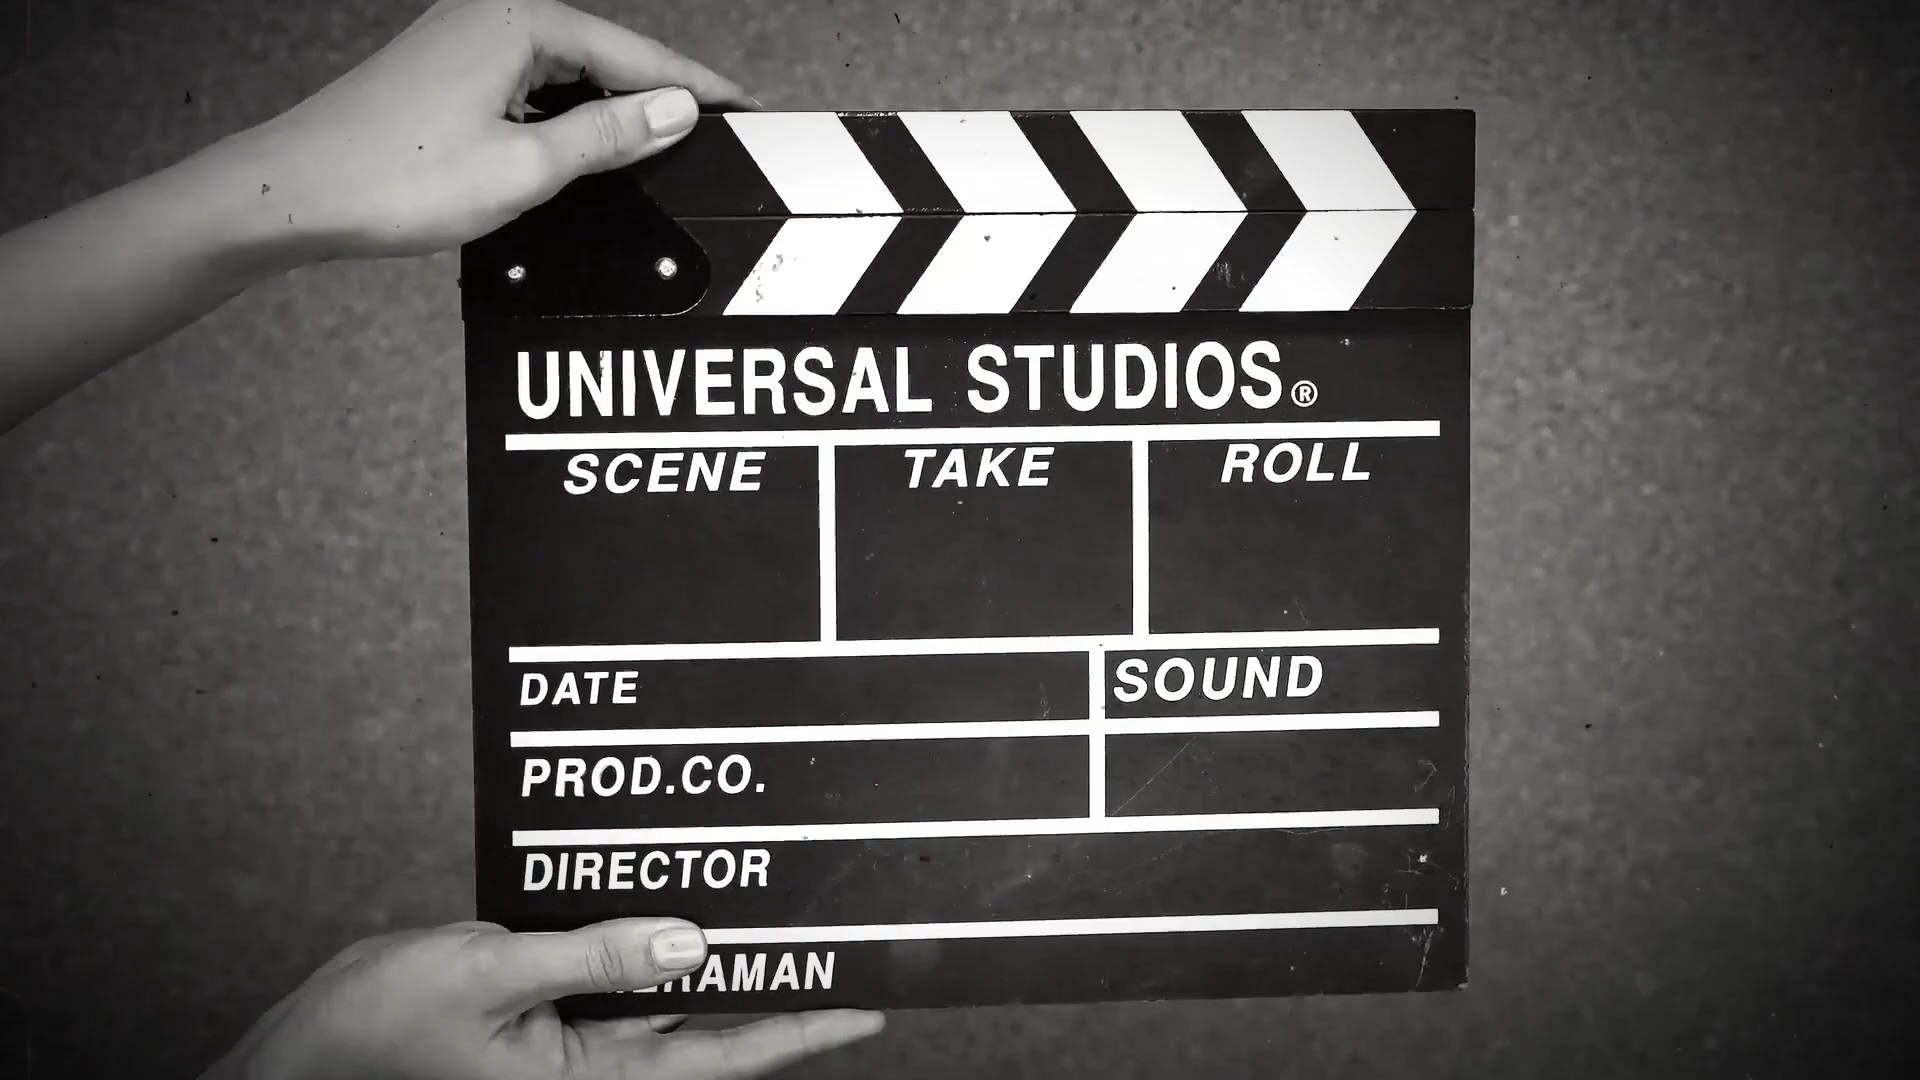 UNIVERSAL STUDIOS®
SCENE TAKE ROLL
DATE SOUND
PROD.CO.
DIRECTOR